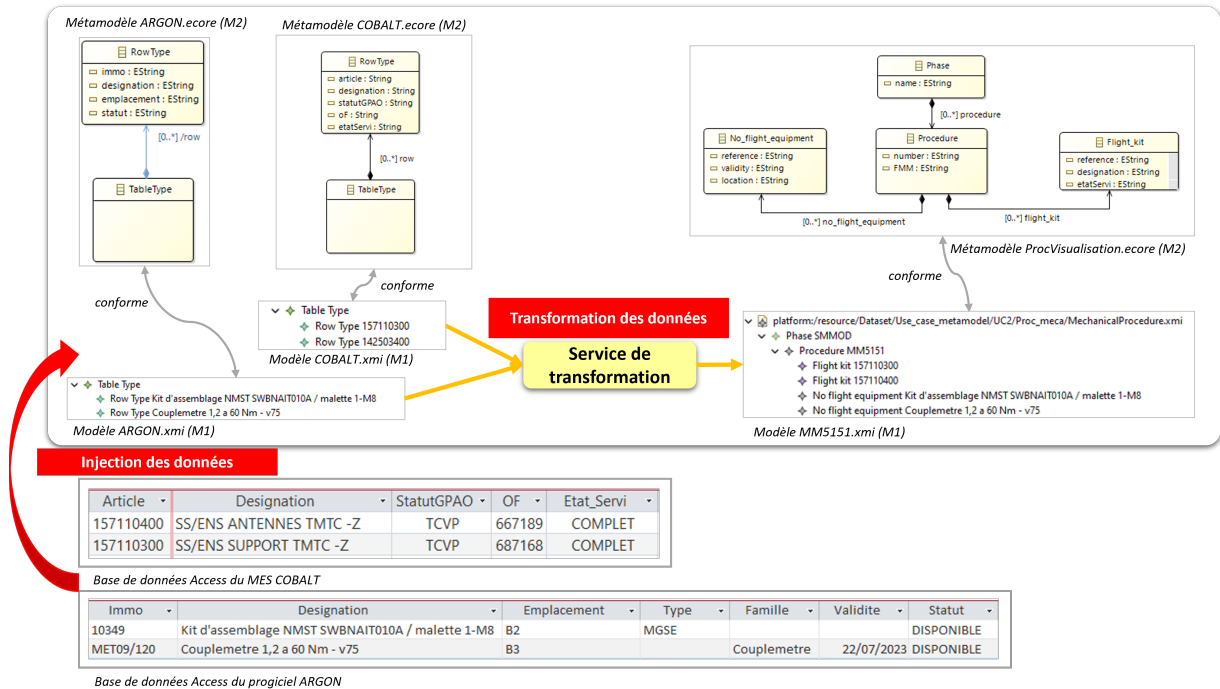 Métamodèle ARGON.ecore (M2)
RowType
immo : EString
designation : EString
emplacement : EString
statut : EString
[0..*] /row
TableType
conforme
Métamodèle COBALT.ecore (M2)
RowType
article : String
designation : String
statutGPAO : String
oF : String
etatServi : String
[0..*] row
TableType
conforme
Phase
name : EString
[0..*] procedure
No_flight_equipment
reference : EString
validity : EString
location : EString
Procedure
number : EString
FMM : EString
Flight_kit
reference : EString
designation : EString
etatServi : EString
[0..*] no_flight_equipment
[0..*] flight_kit
Métamodèle ProcVisualisation.ecore (M2)
conforme
Table Type
Row Type 157110300
Row Type 142503400
Modèle COBALT.xmi (M1)
Table Type
Row Type Kit d'assemblage NMST SWBNAIT010A / malette 1-M8
Row Type Couplemetre 1,2 a 60 Nm - v75
Modèle ARGON.xmi (M1)
Transformation des données
Service de
transformation
platform:/resource/Dataset/Use_case_metamodel/UC2/Proc_meca/MechanicalProcedure.xmi
Phase SMMOD
Procedure MM5151
Flight kit 157110300
Flight kit 157110400
No flight equipment Kit d'assemblage NMST SWBNAIT010A / malette 1-M8
No flight equipment Couplemetre 1,2 a 60 Nm - v75
Modèle MM5151.xmi (M1)
Injection des données
Article Designation StatutGPAO OF Etat_Servi
157110400 SS/ENS ANTENNES TMTC -Z TCVP 667189 COMPLET
157110300 SS/ENS SUPPORT TMTC -Z TCVP 687168 COMPLET
Base de données Access du MES COBALT
Immo Designation Emplacement Type Famille Validite Statut
10349 Kit d'assemblage NMST SWBNAIT010A / malette 1-M8 B2 MGSE DISPONIBLE
MET09/120 Couplemetre 1,2 a 60 Nm - v75 B3 Couplemetre 22/07/2023 DISPONIBLE
Base de données Access du progiciel ARGON